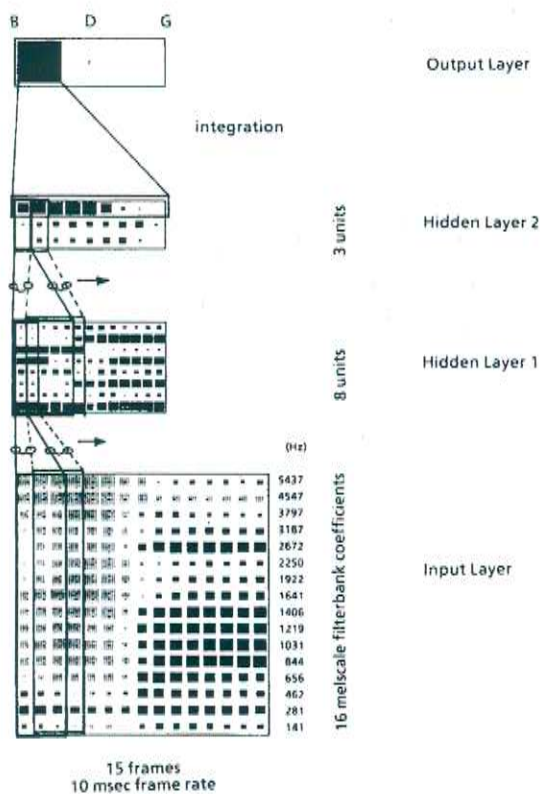 B D G
Output Layer
integration
3 units
Hidden Layer 2
8 units
Hidden Layer 1
(Hz)
5437
4547
3797
3187
2672
2250
1922
1641
1406
1219
1031
844
656
462
281
141
16 melscale filterbank coefficients
Input Layer
15 frames
10 msec frame rate